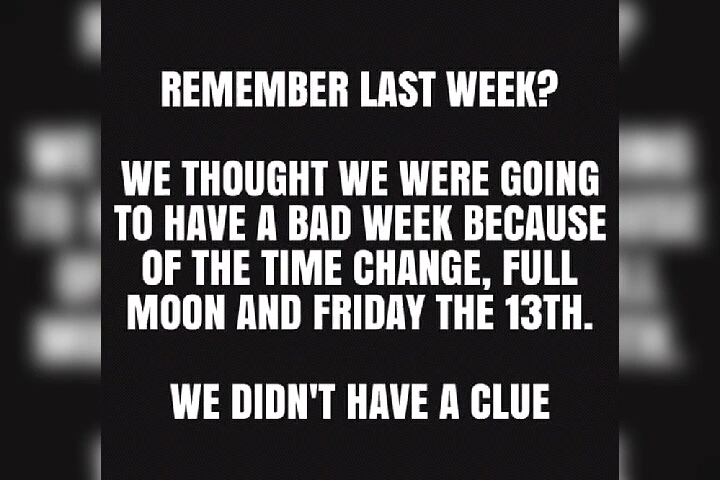 REMEMBER LAST WEEK?
WE THOUGHT WE WERE GOING
TO HAVE A BAD WEEK BECAUSE
OF THE TIME CHANGE, FULL
MOON AND FRIDAY THE 13TH.
WE DIDN'T HAVE A CLUE